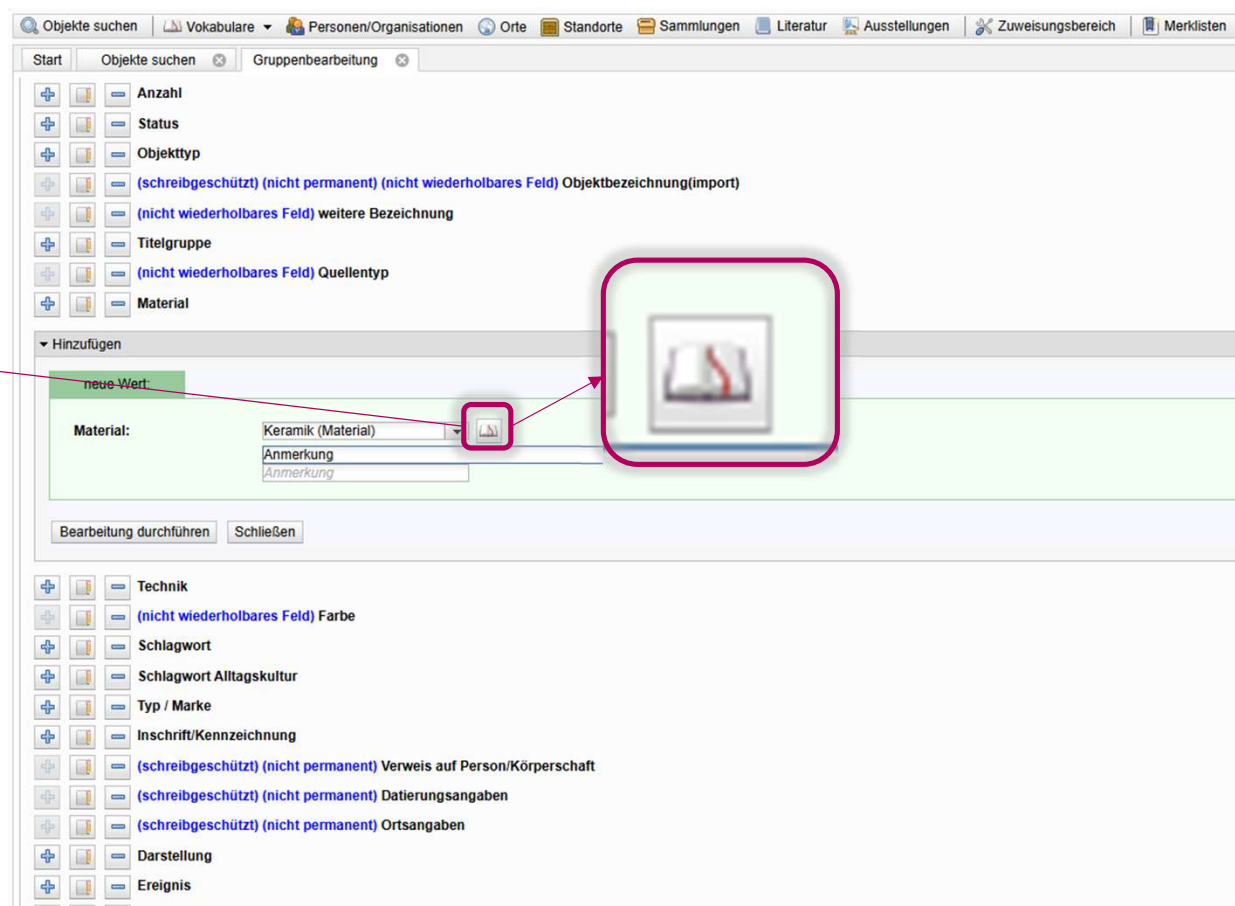 Objekte suchen Vokabulare Personen/Organisationen Orte Standorte Sammlungen Literatur Ausstellungen Zuweisungsbereich Merklisten
Start Objekte suchen Gruppenbearbeitung
Anzahl
Status
Objekttyp
(schreibgeschützt) (nicht permanent) (nicht wiederholbares Feld) Objektbezeichnung(import)
(nicht wiederholbares Feld) weitere Bezeichnung
Titelgruppe
(nicht wiederholbares Feld) Quellentyp
Material
Hinzufügen
neue Wert:
Material: Keramik (Material)
Anmerkung
Anmerkung
Bearbeitung durchführen Schließen
Technik
(nicht wiederholbares Feld) Farbe
Schlagwort
Schlagwort Alltagskultur
Typ / Marke
Inschrift/Kennzeichnung
(schreibgeschützt) (nicht permanent) Verweis auf Person/Körperschaft
(schreibgeschützt) (nicht permanent) Datierungsangaben
(schreibgeschützt) (nicht permanent) Ortsangaben
Darstellung
Ereignis